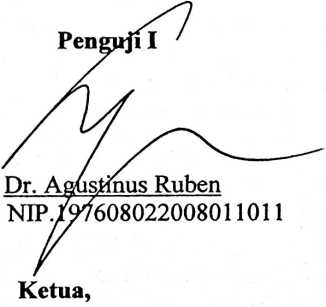 Penguji I
Dr. Agustinus Ruben
NIP.197608022008011011
Ketua,